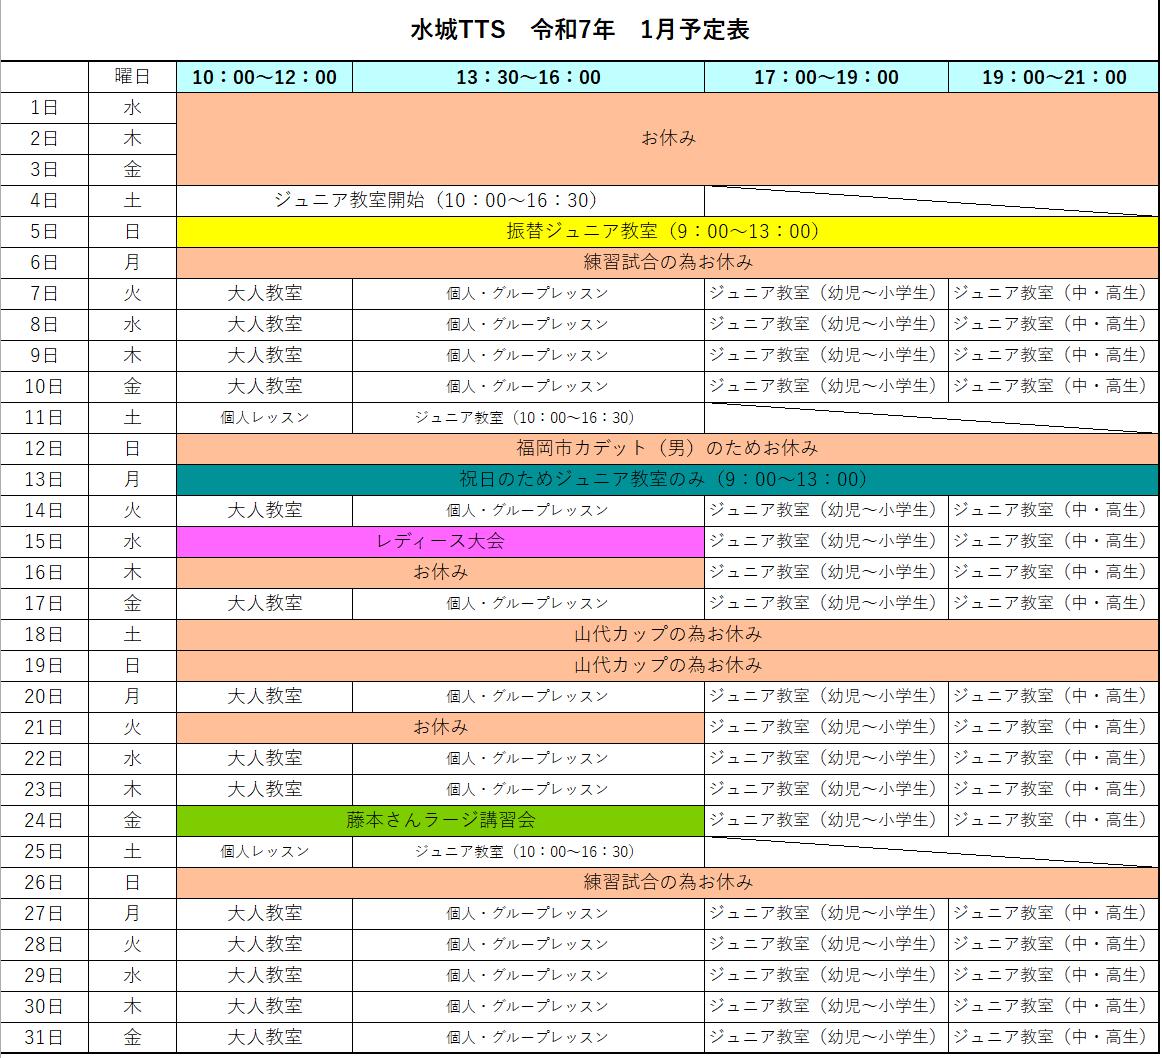 水城TTS　令和7年　1月予定表
曜日 10：00～12：00 13：30～16：00 17：00～19：00 19：00～21：00
1日 水
2日 木 お休み
3日 金
4日 土 ジュニア教室開始（10：00～16：30）
5日 日 振替ジュニア教室（9：00～13：00）
6日 月 練習試合の為お休み
7日 火 大人教室 個人・グループレッスン ジュニア教室（幼児～小学生） ジュニア教室（中・高生）
8日 水 大人教室 個人・グループレッスン ジュニア教室（幼児～小学生） ジュニア教室（中・高生）
9日 木 大人教室 個人・グループレッスン ジュニア教室（幼児～小学生） ジュニア教室（中・高生）
10日 金 大人教室 個人・グループレッスン ジュニア教室（幼児～小学生） ジュニア教室（中・高生）
11日 土 個人レッスン ジュニア教室（10：00～16：30）
12日 日 福岡市カデット（男）のためお休み
13日 月 祝日のためジュニア教室のみ（9：00～13：00）
14日 火 大人教室 個人・グループレッスン ジュニア教室（幼児～小学生） ジュニア教室（中・高生）
15日 水 レディース大会 ジュニア教室（幼児～小学生） ジュニア教室（中・高生）
16日 木 お休み ジュニア教室（幼児～小学生） ジュニア教室（中・高生）
17日 金 大人教室 個人・グループレッスン ジュニア教室（幼児～小学生） ジュニア教室（中・高生）
18日 土 山代カップの為お休み
19日 日 山代カップの為お休み
20日 月 大人教室 個人・グループレッスン ジュニア教室（幼児～小学生） ジュニア教室（中・高生）
21日 火 お休み ジュニア教室（幼児～小学生） ジュニア教室（中・高生）
22日 水 大人教室 個人・グループレッスン ジュニア教室（幼児～小学生） ジュニア教室（中・高生）
23日 木 大人教室 個人・グループレッスン ジュニア教室（幼児～小学生） ジュニア教室（中・高生）
24日 金 藤本さんラージ講習会 ジュニア教室（幼児～小学生） ジュニア教室（中・高生）
25日 土 個人レッスン ジュニア教室（10：00～16：30）
26日 日 練習試合の為お休み
27日 月 大人教室 個人・グループレッスン ジュニア教室（幼児～小学生） ジュニア教室（中・高生）
28日 火 大人教室 個人・グループレッスン ジュニア教室（幼児～小学生） ジュニア教室（中・高生）
29日 水 大人教室 個人・グループレッスン ジュニア教室（幼児～小学生） ジュニア教室（中・高生）
30日 木 大人教室 個人・グループレッスン ジュニア教室（幼児～小学生） ジュニア教室（中・高生）
31日 金 大人教室 個人・グループレッスン ジュニア教室（幼児～小学生） ジュニア教室（中・高生）